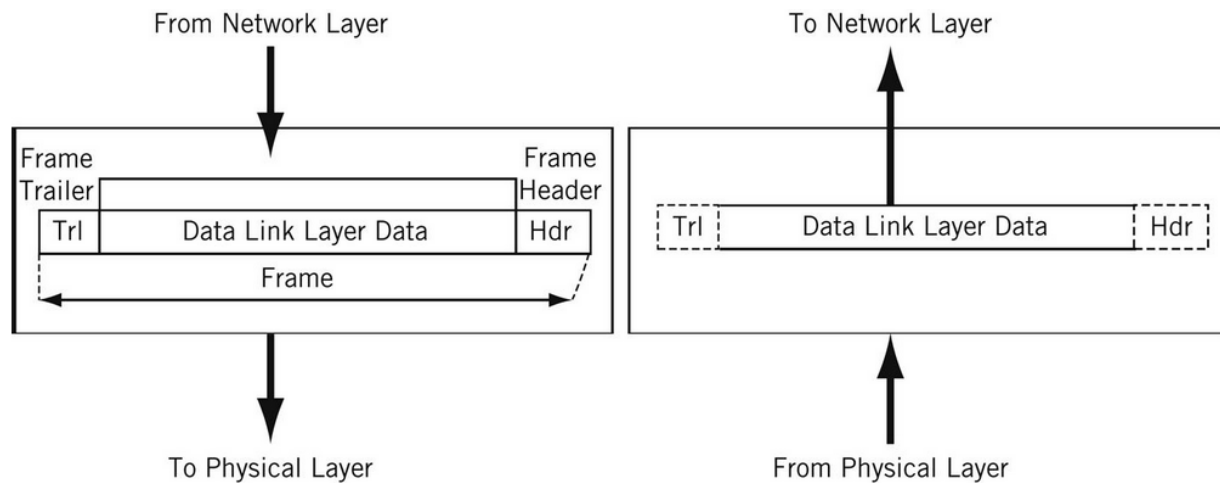 From Network Layer
To Network Layer
Frame
Trailer
Frame
Header
Trl
Data Link Layer Data
Hdr
Frame
Trl
Data Link Layer Data
Hdr
To Physical Layer
From Physical Layer